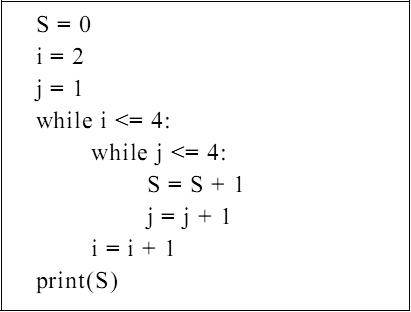 S = 0
i = 2
j = 1
while i <= 4:
while j <= 4:
S = S + 1
j = j + 1
i = i + 1
print(S)